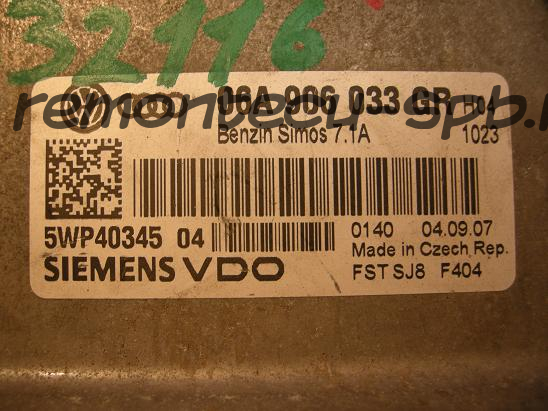 32116
06A 906 033 GR H04
remontecu-spb.r
Benzin Simos 7.1A 1023
5WP40345 04
0140 04.09.07
Made in Czech Rep.
SIEMENS VDO
FST SJ8 F404